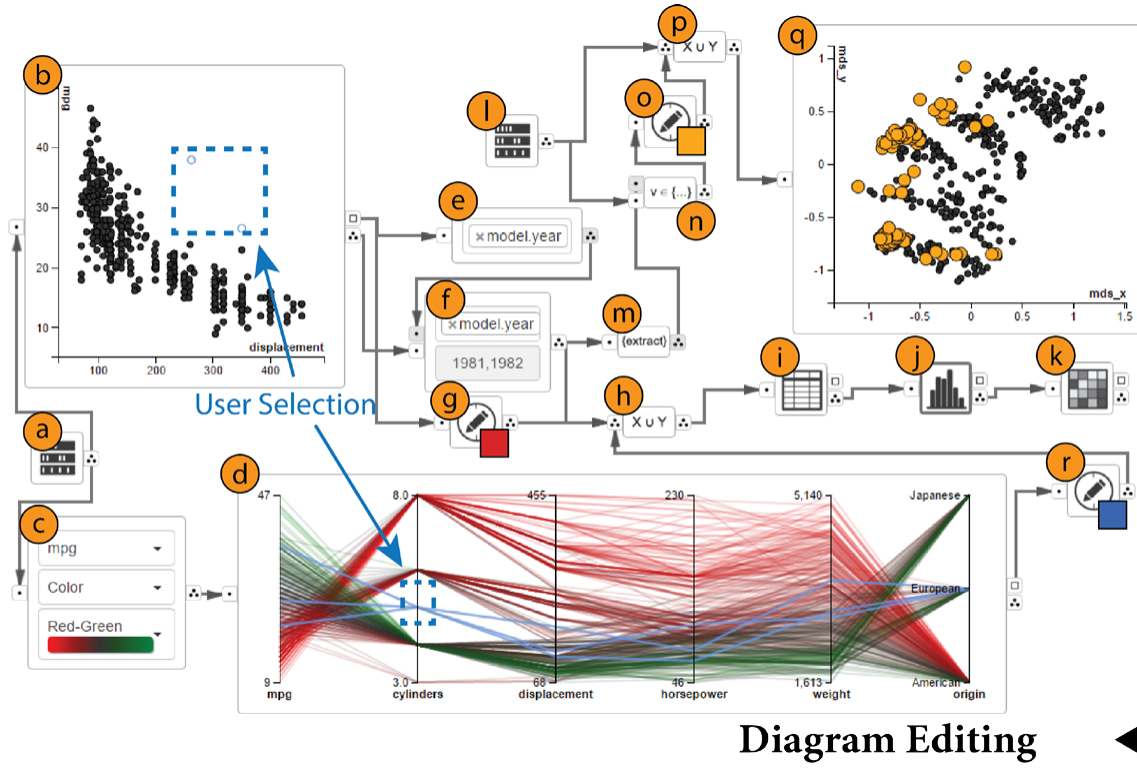 b
mpg
40
30
20
10
100
200
300
400
displacement
User Selection
a
c
mpg
Color
Red-Green
l
e
× model.year
f
× model.year
1981,1982
g
p
X ∪ Y
o
v ∈ {...}
n
m
{extract}
h
X ∪ Y
q
mds_y
1
0.5
0
-0.5
-1
mds_x
-1
-0.5
0
0.5
1
1.5
i
j
k
r
d
47
8.0
455
230
5,140
Japanese
European
9
3.0
68
46
1,613
American
mpg
cylinders
displacement
horsepower
weight
origin
Diagram Editing